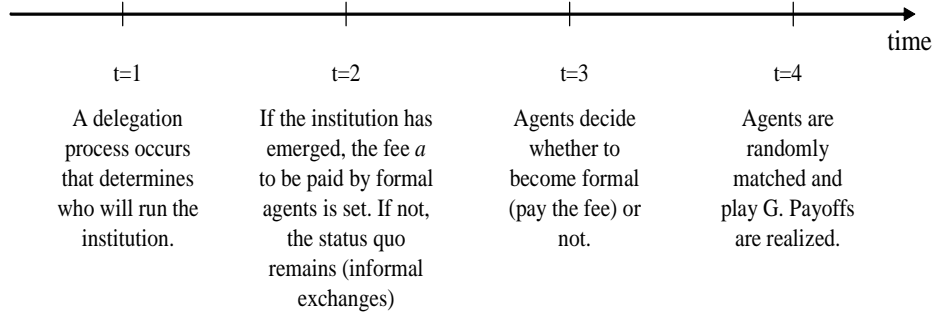 time
t=1
A delegation
process occurs
that determines
who will run the
institution.
t=2
If the institution has
emerged, the fee a
to be paid by formal
agents is set. If not,
the status quo
remains (informal
exchanges)
t=3
Agents decide
whether to
become formal
(pay the fee) or
not.
t=4
Agents are
randomly
matched and
play G. Payoffs
are realized.